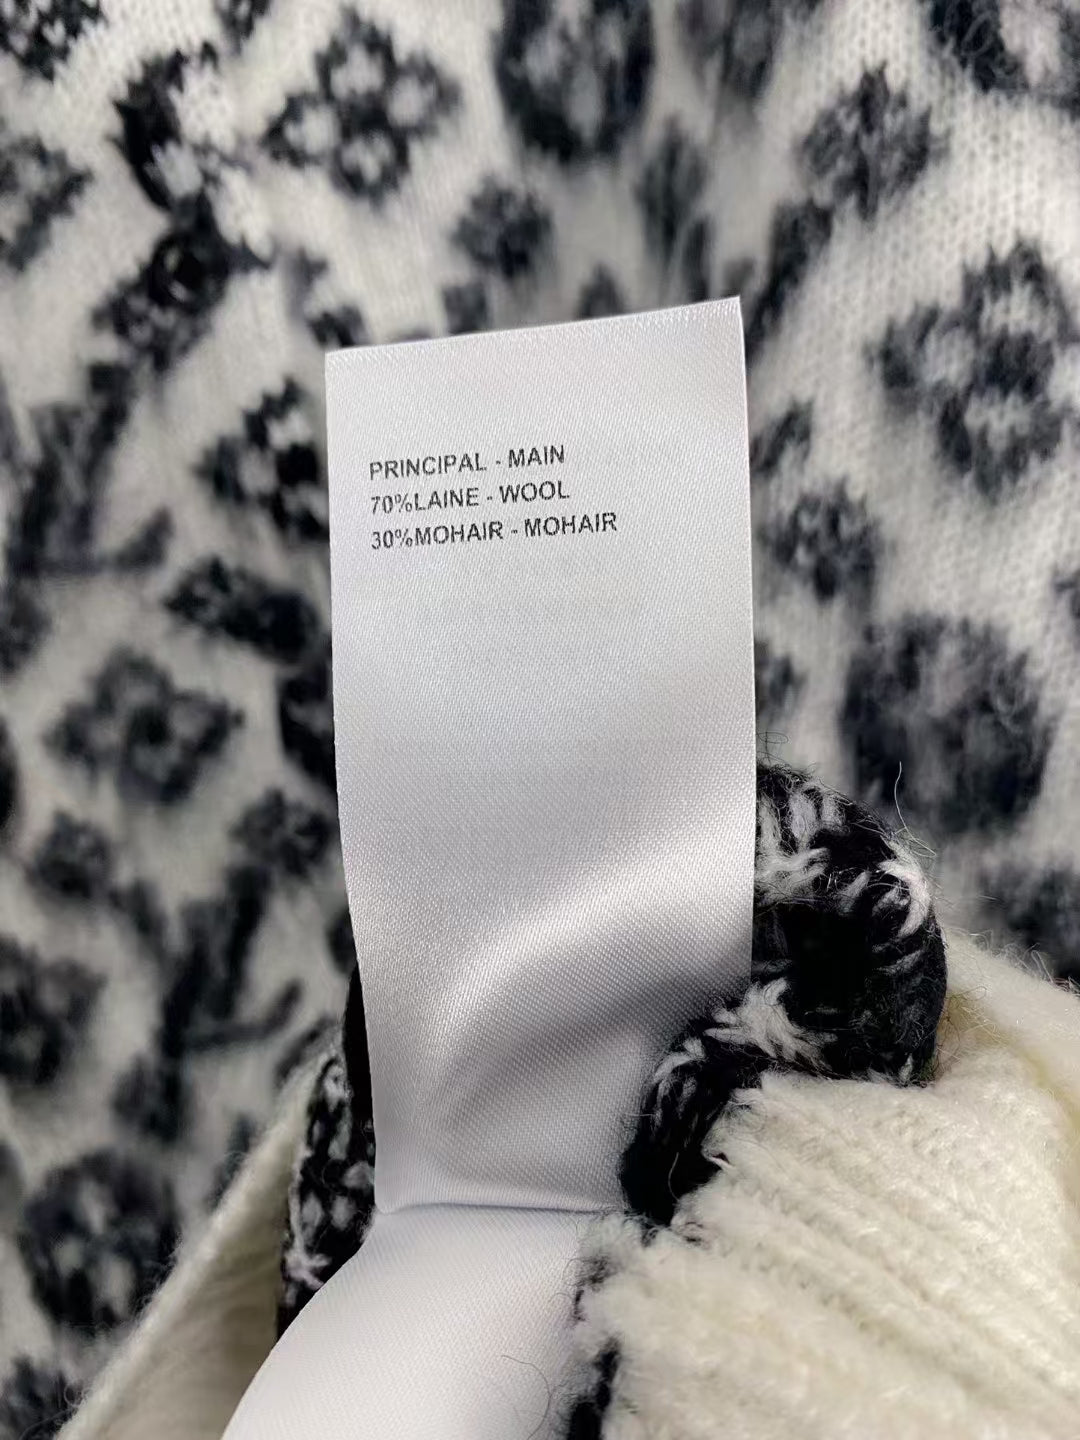 PRINCIPAL - MAIN
70%LAINE - WOOL
30%MOHAIR - MOHAIR